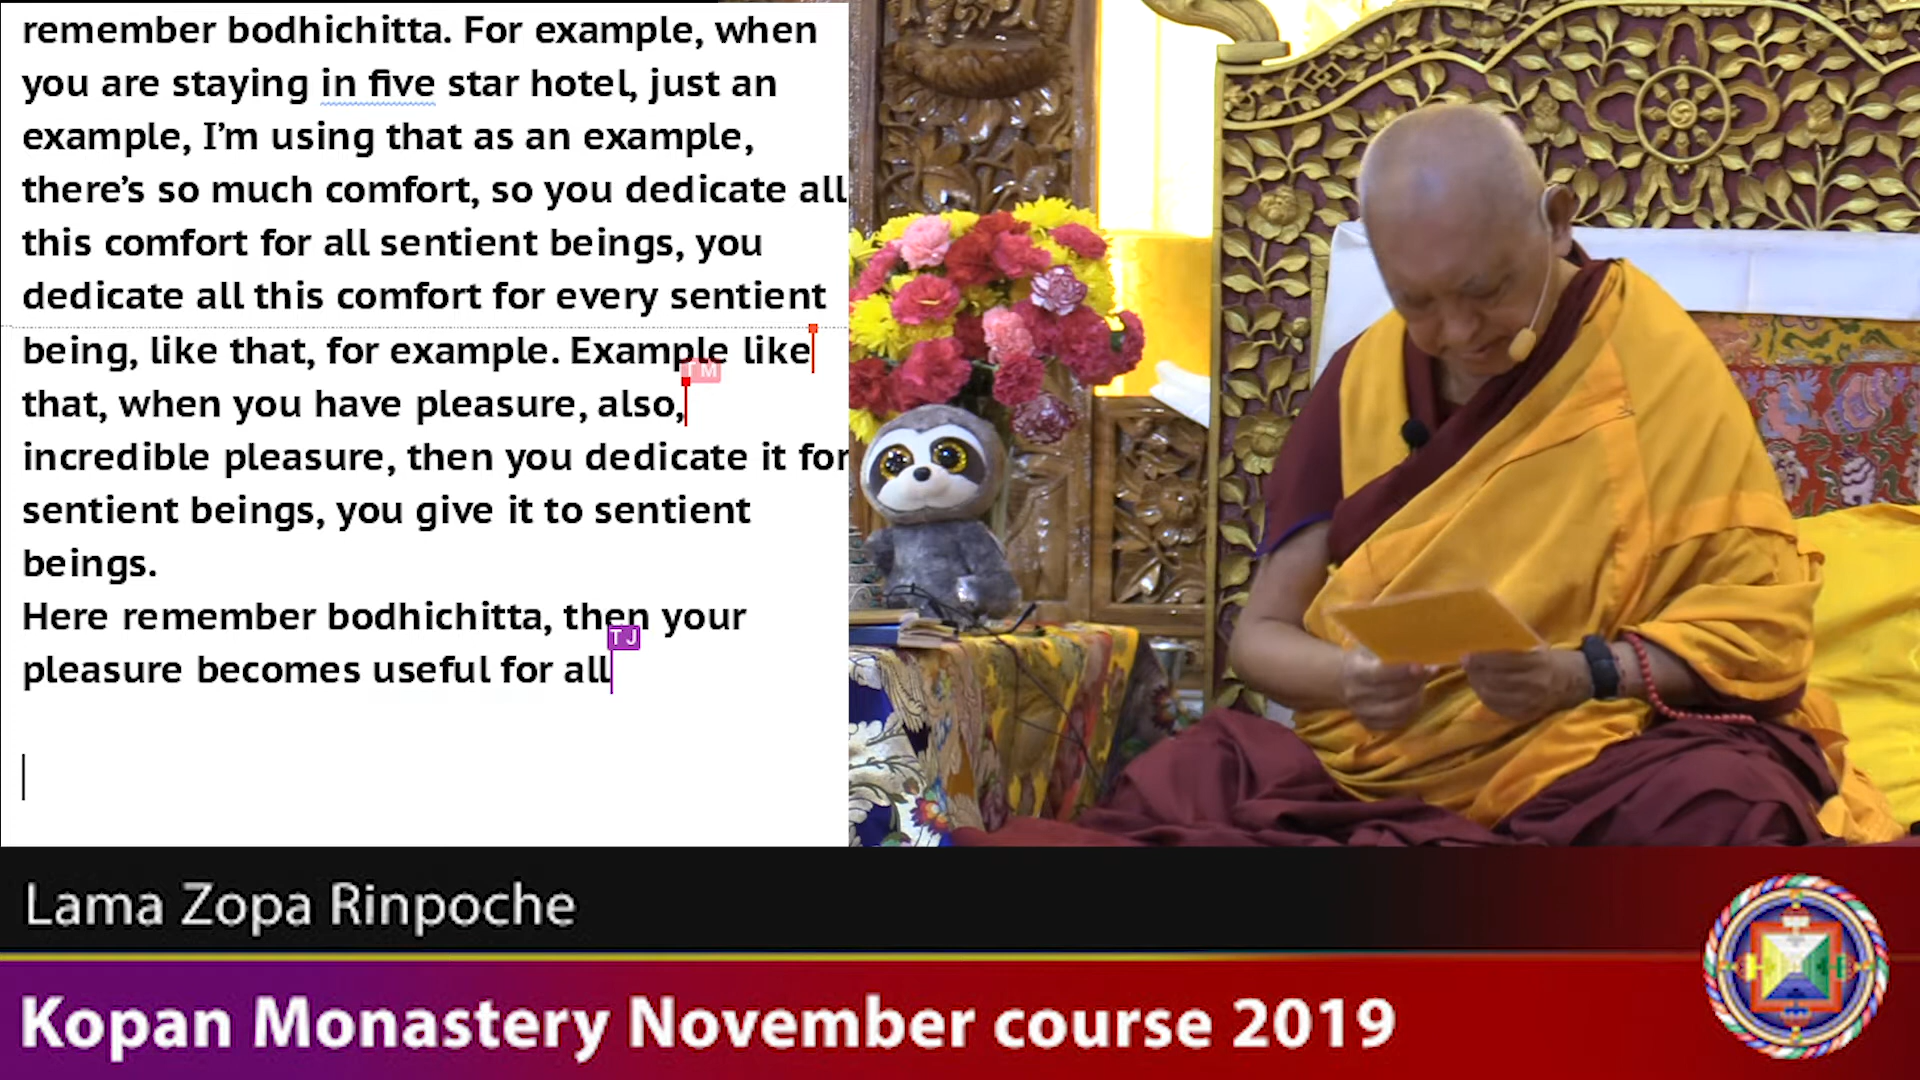 remember bodhichitta. For example, when
you are staying in five star hotel, just an
example, I'm using that as an example,
there's so much comfort, so you dedicate all
this comfort for all sentient beings, you
dedicate all this comfort for every sentient
being, like that, for example. Example like
TM
that, when you have pleasure, also,
incredible pleasure, then you dedicate it for
sentient beings, you give it to sentient
beings.
Here remember bodhichitta, then your
TJ
pleasure becomes useful for all
Lama Zopa Rinpoche
Kopan Monastery November course 2019